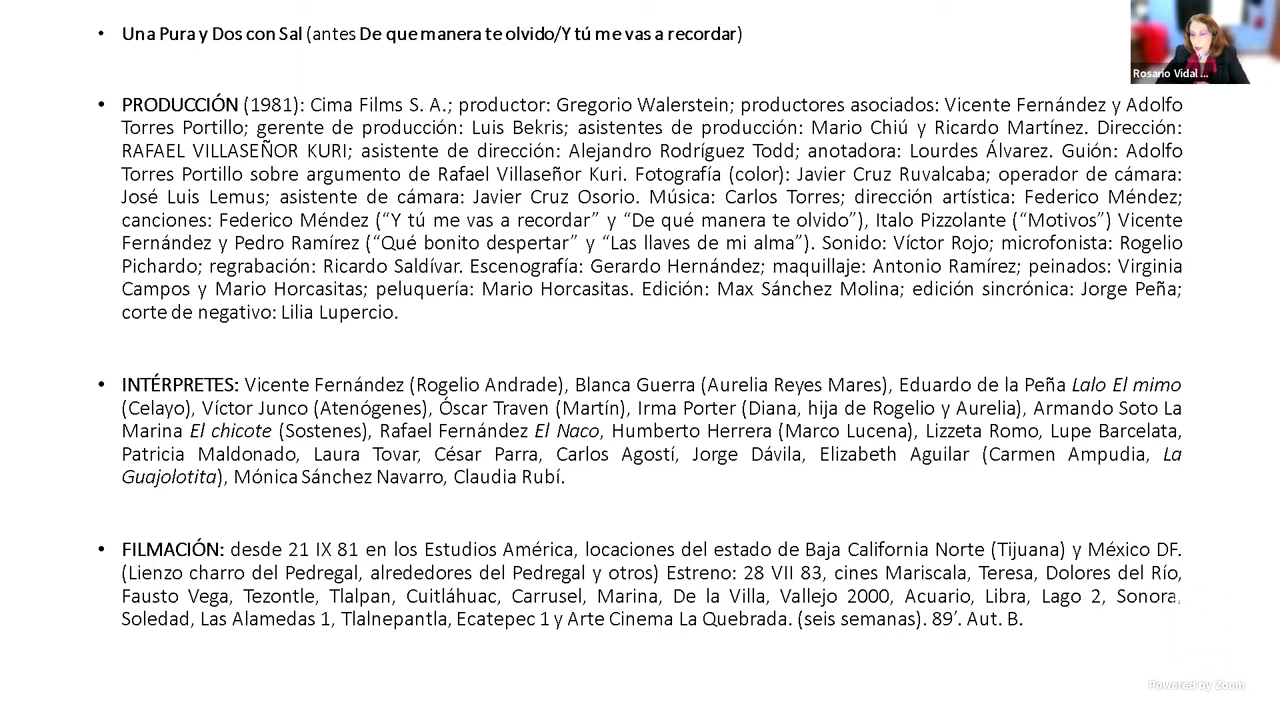 • Una Pura y Dos con Sal (antes De que manera te olvido/Y tú me vas a recordar)
Rosario Vidal ...
• PRODUCCIÓN (1981): Cima Films S. A.; productor: Gregorio Walerstein; productores asociados: Vicente Fernández y Adolfo
Torres Portillo; gerente de producción: Luis Bekris; asistentes de producción: Mario Chiú y Ricardo Martínez. Dirección:
RAFAEL VILLASEÑOR KURI; asistente de dirección: Alejandro Rodríguez Todd; anotadora: Lourdes Álvarez. Guión: Adolfo
Torres Portillo sobre argumento de Rafael Villaseñor Kuri. Fotografía (color): Javier Cruz Ruvalcaba; operador de cámara:
José Luis Lemus; asistente de cámara: Javier Cruz Osorio. Música: Carlos Torres; dirección artística: Federico Méndez;
canciones: Federico Méndez (“Y tú me vas a recordar” y “De qué manera te olvido”), Italo Pizzolante (“Motivos”) Vicente
Fernández y Pedro Ramírez (“Qué bonito despertar” y “Las llaves de mi alma”). Sonido: Víctor Rojo; microfonista: Rogelio
Pichardo; regrabación: Ricardo Saldívar. Escenografía: Gerardo Hernández; maquillaje: Antonio Ramírez; peinados: Virginia
Campos y Mario Horcasitas; peluquería: Mario Horcasitas. Edición: Max Sánchez Molina; edición sincrónica: Jorge Peña;
corte de negativo: Lilia Lupercio.
• INTÉRPRETES: Vicente Fernández (Rogelio Andrade), Blanca Guerra (Aurelia Reyes Mares), Eduardo de la Peña Lalo El mimo
(Celayo), Víctor Junco (Atenógenes), Óscar Traven (Martín), Irma Porter (Diana, hija de Rogelio y Aurelia), Armando Soto La
Marina El chicote (Sostenes), Rafael Fernández El Naco, Humberto Herrera (Marco Lucena), Lizzeta Romo, Lupe Barcelata,
Patricia Maldonado, Laura Tovar, César Parra, Carlos Agostí, Jorge Dávila, Elizabeth Aguilar (Carmen Ampudia, La
Guajolotita), Mónica Sánchez Navarro, Claudia Rubí.
• FILMACIÓN: desde 21 IX 81 en los Estudios América, locaciones del estado de Baja California Norte (Tijuana) y México DF.
(Lienzo charro del Pedregal, alrededores del Pedregal y otros) Estreno: 28 VII 83, cines Mariscala, Teresa, Dolores del Río,
Fausto Vega, Tezontle, Tlalpan, Cuitláhuac, Carrusel, Marina, De la Villa, Vallejo 2000, Acuario, Libra, Lago 2, Sonora,
Soledad, Las Alamedas 1, Tlalnepantla, Ecatepec 1 y Arte Cinema La Quebrada. (seis semanas). 89’. Aut. B.
Powered by Zoom